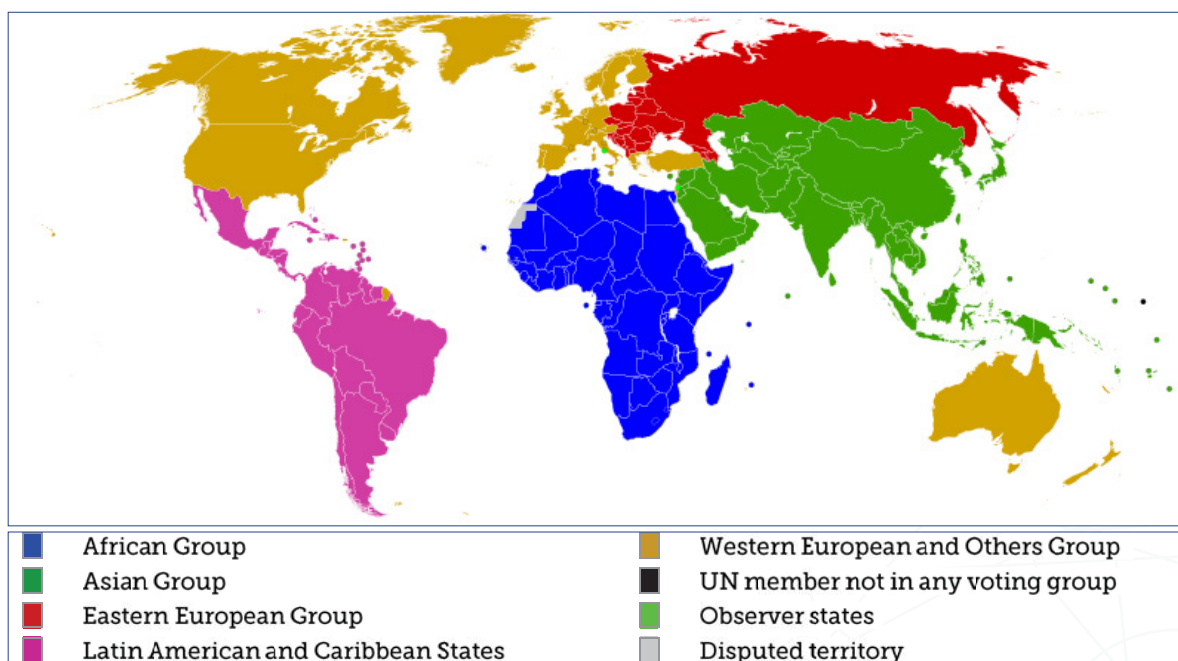 African Group
Asian Group
Eastern European Group
Latin American and Caribbean States
Western European and Others Group
UN member not in any voting group
Observer states
Disputed territory